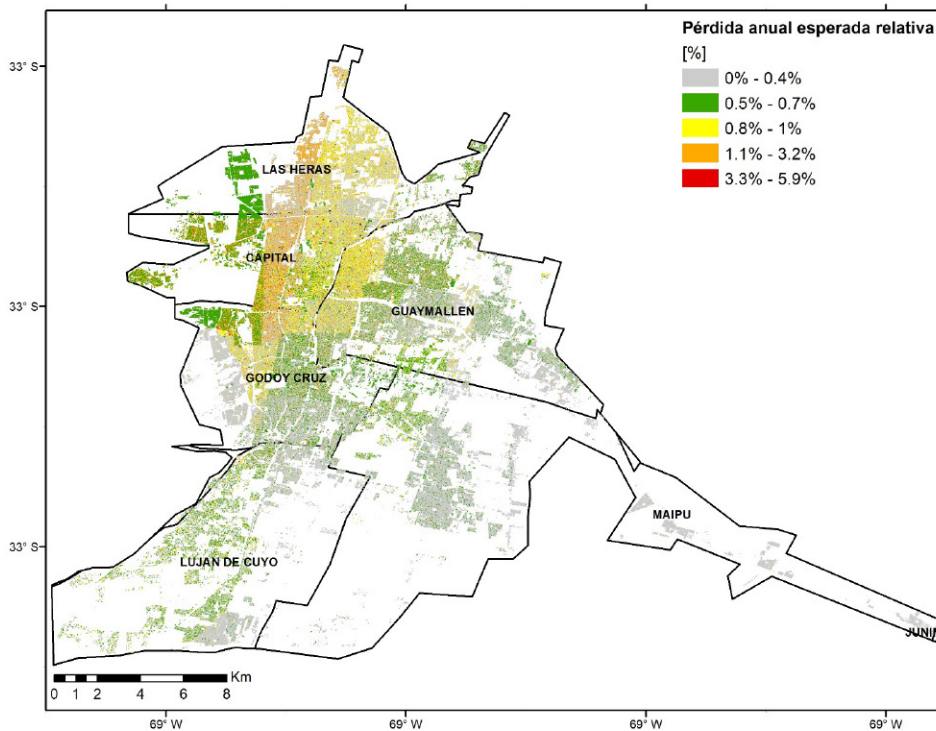 Pérdida anual esperada relativa
[%]
0% - 0.4%
0.5% - 0.7%
0.8% - 1%
1.1% - 3.2%
3.3% - 5.9%
33° S
LAS HERAS
CAPITAL
33° S
GUAYMALLEN
GODOY CRUZ
MAIPU
33° S
LUJAN DE CUYO
JUNIN
Km
0 1 2 4 6 8
69° W
69° W
69° W
69° W